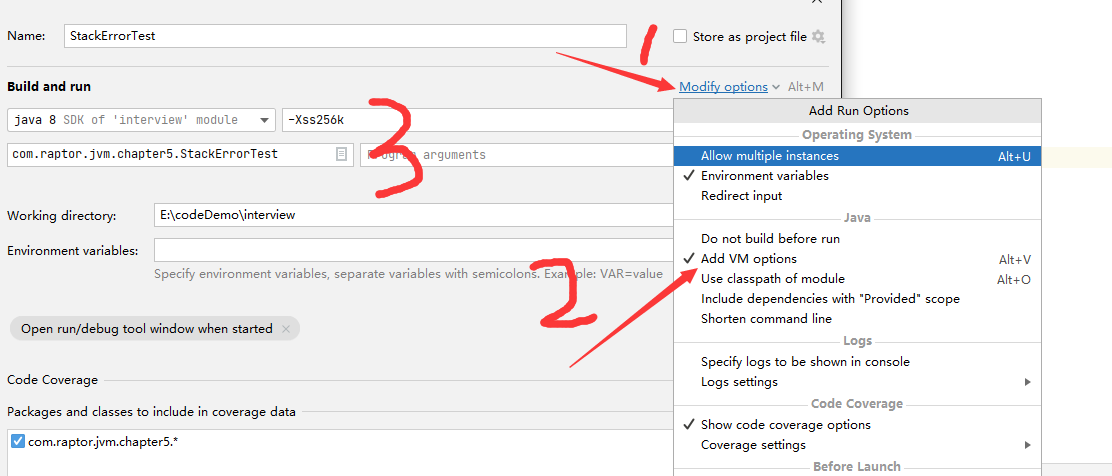 Name:
StackErrorTest
Store as project file
1
Build and run
Modify options
Alt+M
java 8 SDK of 'interview' module
-Xss256k
3
com.raptor.jvm.chapter5.StackErrorTest
Program arguments
Working directory:
E:\codeDemo\interview
Environment variables:
Specify environment variables, separate variables with semicolons. Example: VAR=value
2
Open run/debug tool window when started
Code Coverage
Packages and classes to include in coverage data
com.raptor.jvm.chapter5.*
Add Run Options
Operating System
Allow multiple instances Alt+U
Environment variables
Redirect input
Java
Do not build before run
Add VM options Alt+V
Use classpath of module Alt+O
Include dependencies with "Provided" scope
Shorten command line
Logs
Specify logs to be shown in console
Logs settings
Code Coverage
Show code coverage options
Coverage settings
Before Launch